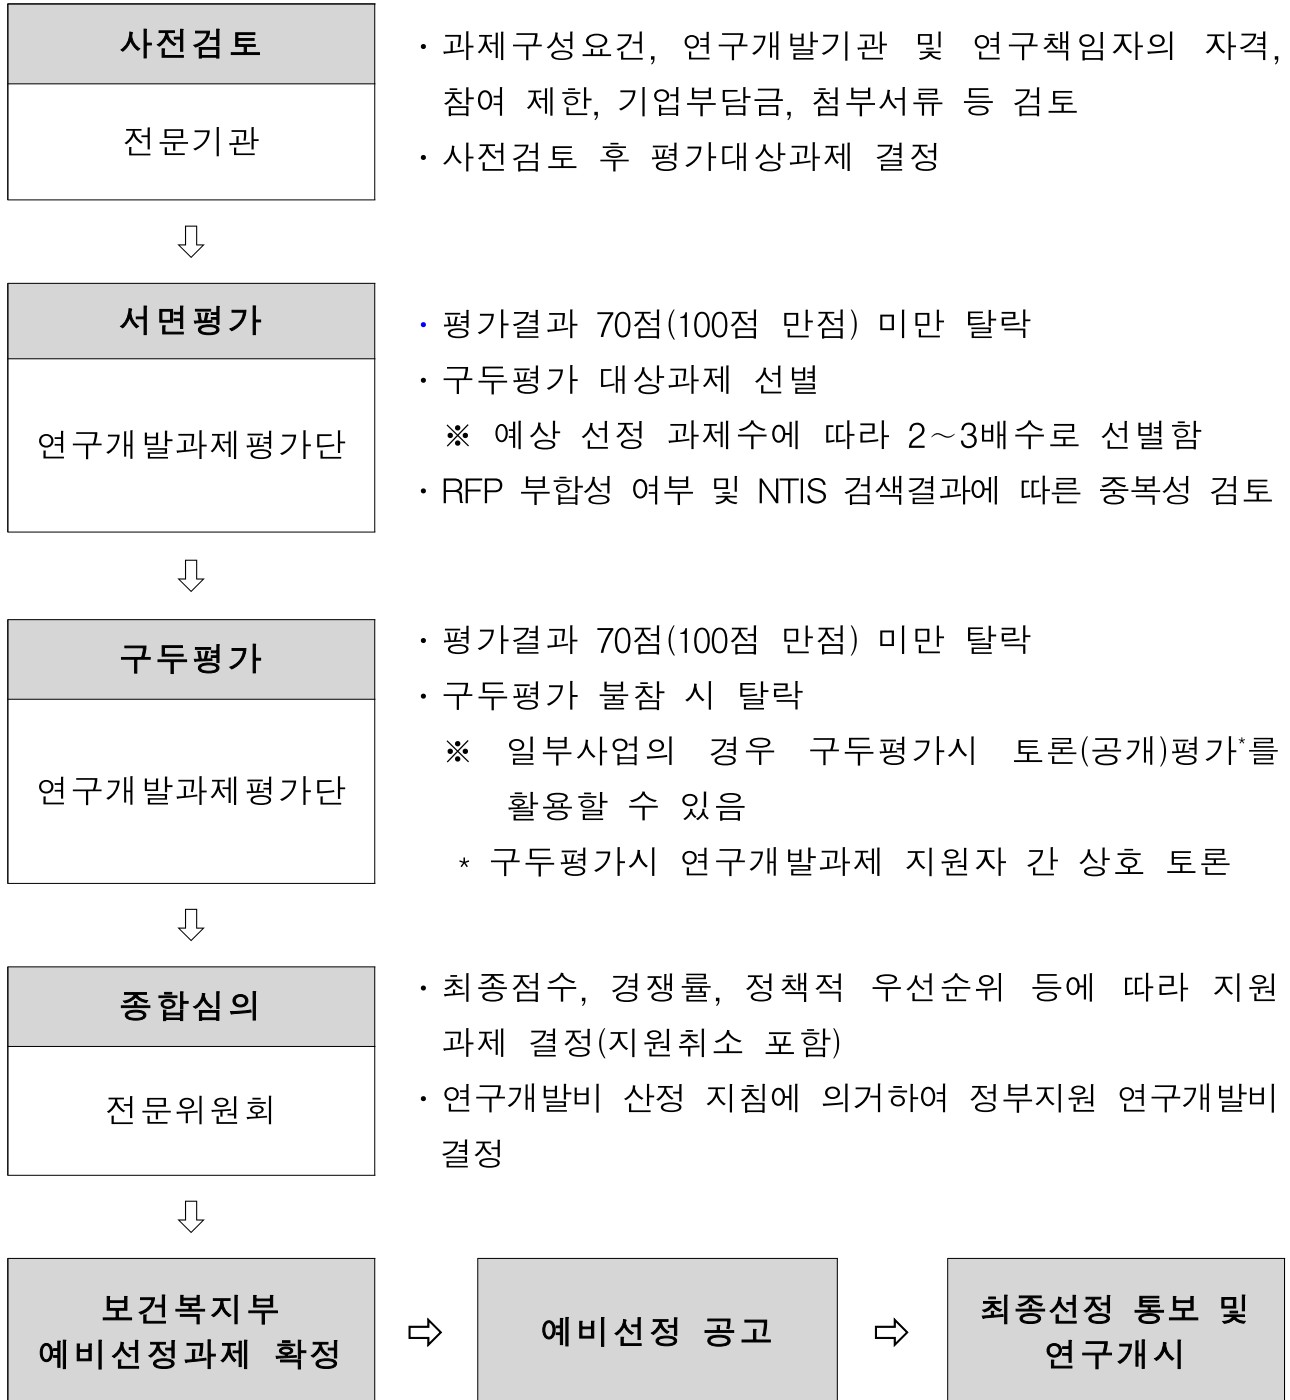 사전검토
전문기관
· 과제구성요건, 연구개발기관 및 연구책임자의 자격,
참여 제한, 기업부담금, 첨부서류 등 검토
· 사전검토 후 평가대상과제 결정
⇩
서면평가
연구개발과제평가단
· 평가결과 70점(100점 만점) 미만 탈락
· 구두평가 대상과제 선별
※ 예상 선정 과제수에 따라 2~3배수로 선별함
· RFP 부합성 여부 및 NTIS 검색결과에 따른 중복성 검토
⇩
구두평가
연구개발과제평가단
· 평가결과 70점(100점 만점) 미만 탈락
· 구두평가 불참 시 탈락
※ 일부사업의 경우 구두평가시 토론(공개)평가*를
활용할 수 있음
* 구두평가시 연구개발과제 지원자 간 상호 토론
⇩
종합심의
전문위원회
· 최종점수, 경쟁률, 정책적 우선순위 등에 따라 지원
과제 결정(지원취소 포함)
· 연구개발비 산정 지침에 의거하여 정부지원 연구개발비
결정
⇩
보건복지부
예비선정과제 확정
⇨
예비선정 공고
⇨
최종선정 통보 및
연구개시